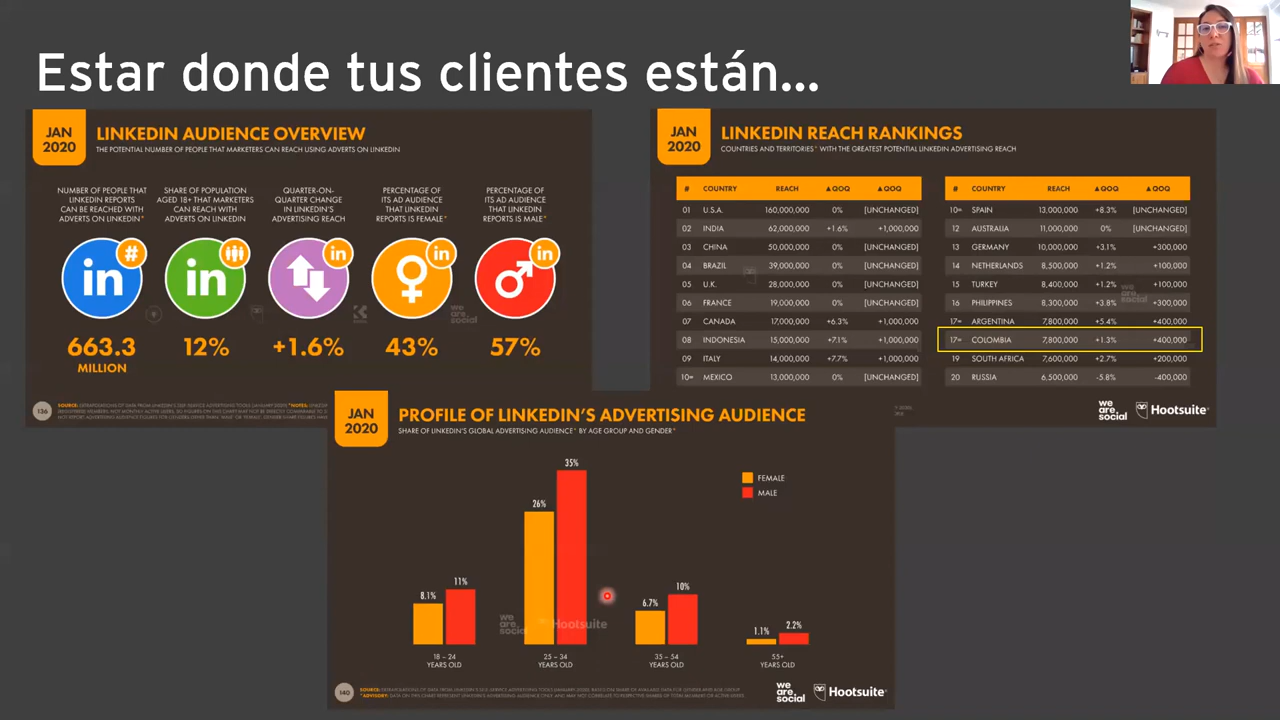 Estar donde tus clientes están...
JAN
2020
LINKEDIN AUDIENCE OVERVIEW
THE POTENTIAL NUMBER OF PEOPLE THAT MARKETERS CAN REACH USING ADVERTS ON LINKEDIN
NUMBER OF PEOPLE THAT
LINKEDIN REPORTS
CAN BE REACHED WITH
ADVERTS ON LINKEDIN*
SHARE OF POPULATION
AGED 18+ THAT MARKETERS
CAN REACH WITH
ADVERTS ON LINKEDIN
QUARTER-ON-
QUARTER CHANGE
IN LINKEDIN'S
ADVERTISING REACH
PERCENTAGE OF
ITS AD AUDIENCE
THAT LINKEDIN
REPORTS IS FEMALE*
PERCENTAGE OF
ITS AD AUDIENCE
THAT LINKEDIN
REPORTS IS MALE*
in #
in
in
in
in
663.3
MILLION
12%
+1.6%
43%
57%
we
are.
social
136
JAN
2020
LINKEDIN REACH RANKINGS
COUNTRIES AND TERRITORIES* WITH THE GREATEST POTENTIAL LINKEDIN ADVERTISING REACH
# COUNTRY REACH ▲QOQ ▲QOQ
01 U.S.A. 160,000,000 0% [UNCHANGED]
02 INDIA 62,000,000 +1.6% +1,000,000
03 CHINA 50,000,000 0% [UNCHANGED]
04 BRAZIL 39,000,000 0% [UNCHANGED]
05 U.K. 28,000,000 0% [UNCHANGED]
06 FRANCE 19,000,000 0% [UNCHANGED]
07 CANADA 17,000,000 +6.3% +1,000,000
08 INDONESIA 15,000,000 +7.1% +1,000,000
09 ITALY 14,000,000 +7.7% +1,000,000
10= MEXICO 13,000,000 0% [UNCHANGED]
# COUNTRY REACH ▲QOQ ▲QOQ
10= SPAIN 13,000,000 +8.3% [UNCHANGED]
12 AUSTRALIA 11,000,000 0% [UNCHANGED]
13 GERMANY 10,000,000 +3.1% +300,000
14 NETHERLANDS 8,500,000 +1.2% +100,000
15 TURKEY 8,400,000 +1.2% +100,000
16 PHILIPPINES 8,300,000 +3.8% +300,000
17= ARGENTINA 7,800,000 +5.4% +400,000
17= COLOMBIA 7,800,000 +1.3% +400,000
19 SOUTH AFRICA 7,600,000 +2.7% +200,000
20 RUSSIA 6,500,000 -5.8% -400,000
we
are.
social
we
are.
social
Hootsuite®
JAN
2020
PROFILE OF LINKEDIN'S ADVERTISING AUDIENCE
SHARE OF LINKEDIN'S GLOBAL ADVERTISING AUDIENCE* BY AGE GROUP AND GENDER*
FEMALE
MALE
8.1%
11%
26%
35%
6.7%
10%
1.1%
2.2%
we
are.
social
Hootsuite
18 – 24
YEARS OLD
25 – 34
YEARS OLD
35 – 54
YEARS OLD
55+
YEARS OLD
140
we
are.
social
Hootsuite®